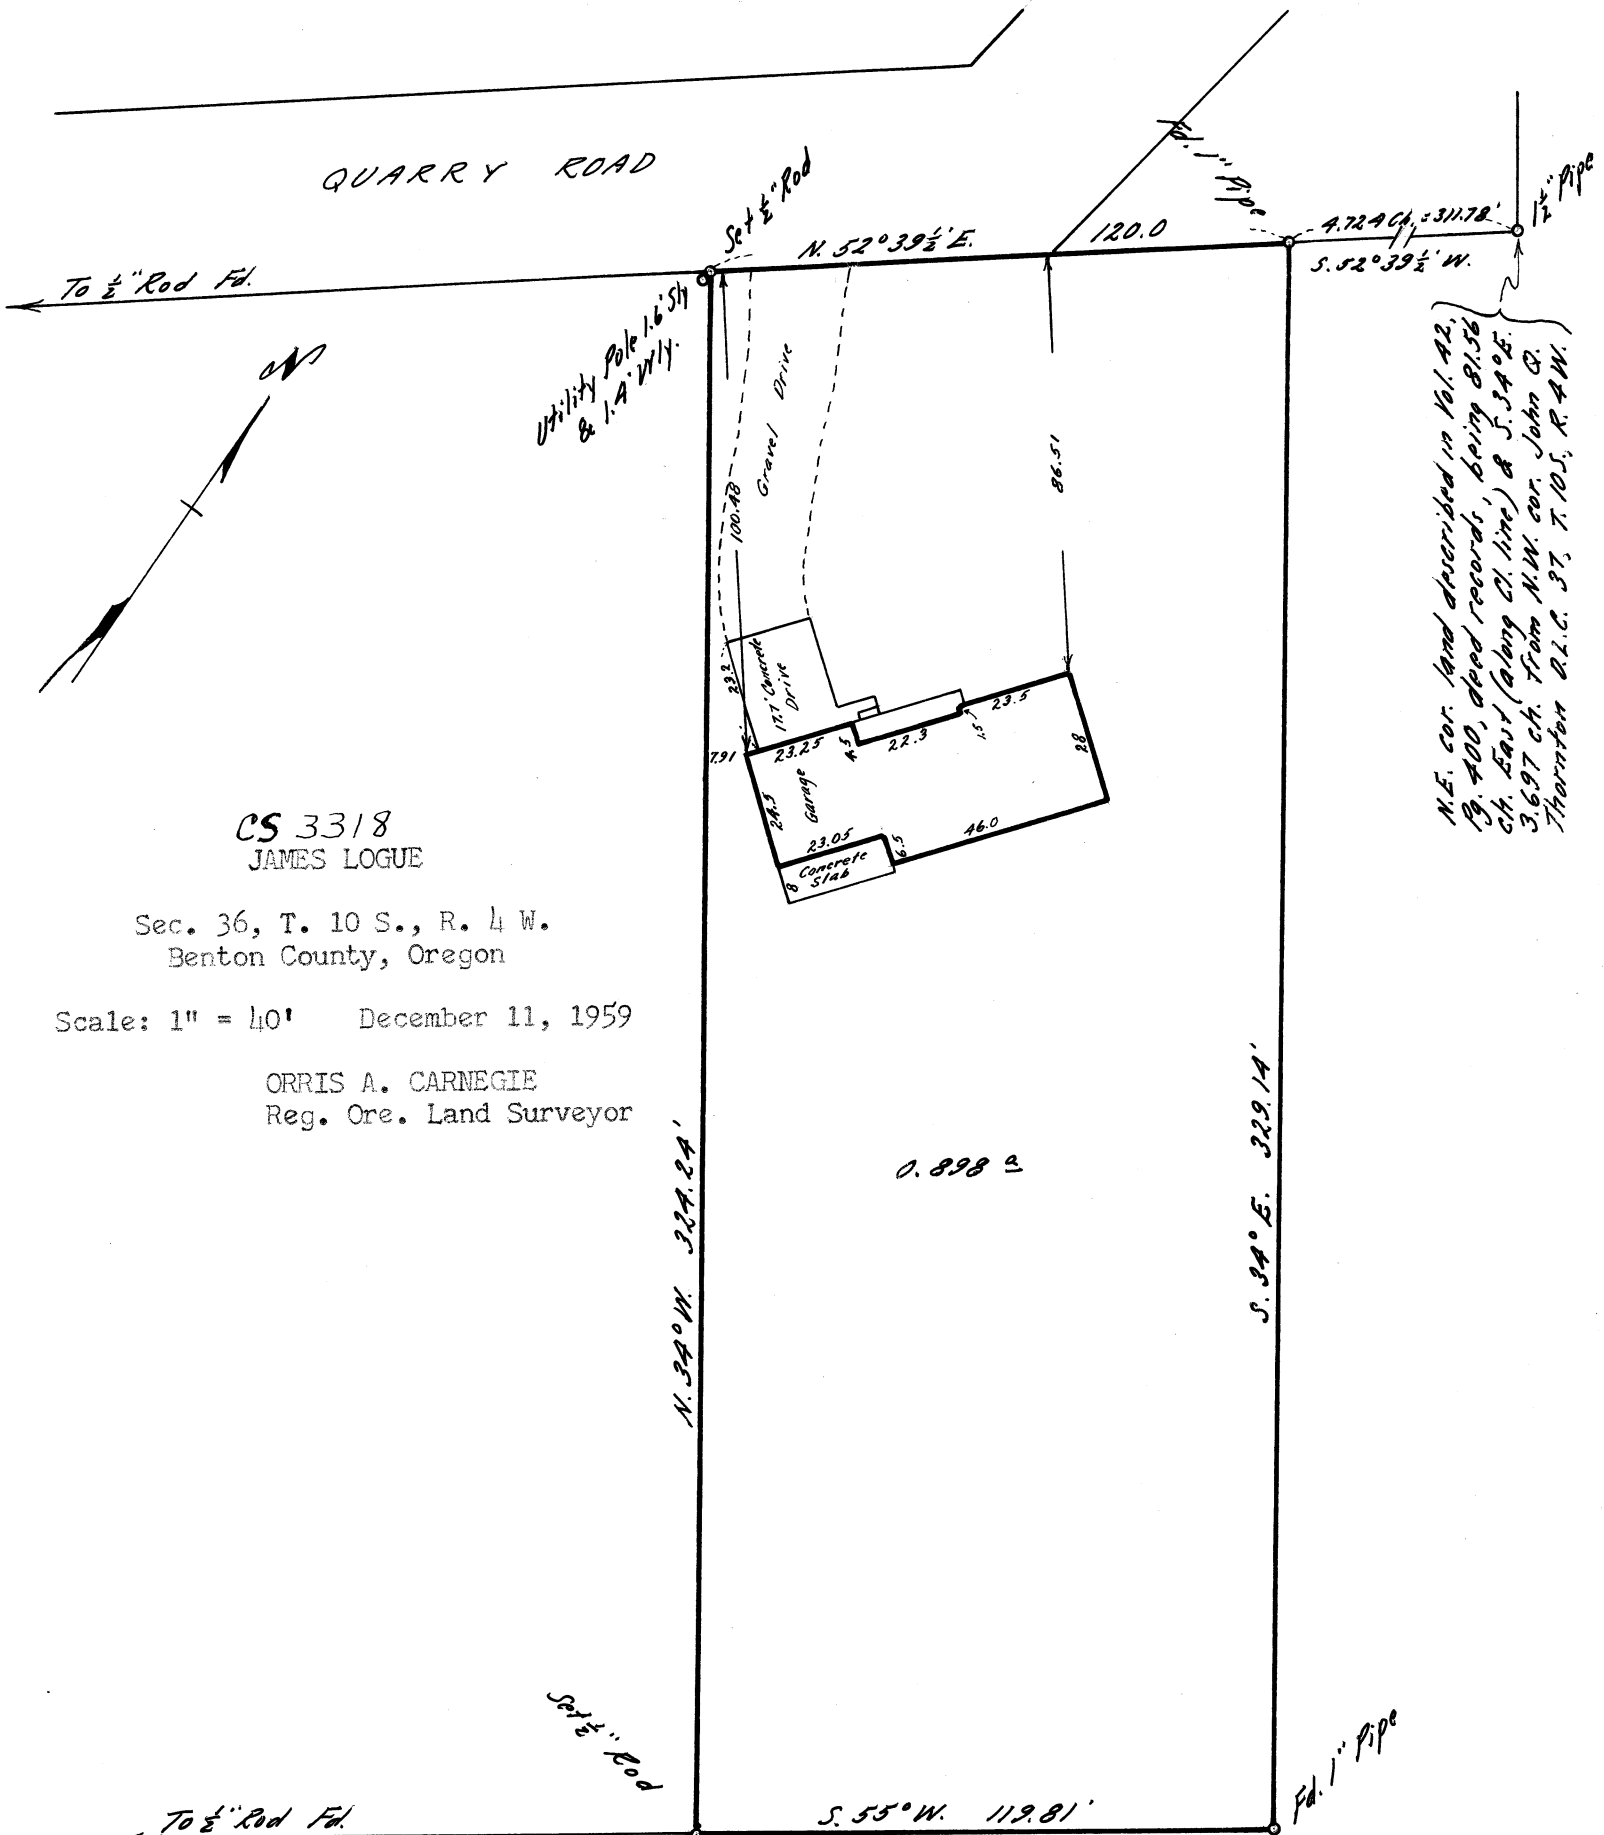 QUARRY ROAD
Set ½" Rod
Fd. 1" Pipe
1½" Pipe
N. 52°39½' E.
120.0
4.724 Ch. = 311.78'
S. 52°39½' W.
To ½" Rod Fd.
Utility Pole 1.6' Sly
& 1.4' Wly.
N
N.E. cor. land described in Vol. 42,
Pg. 400, deed records, being 81.56
ch. East (along Cl. line) & S. 34° E.
3.697 ch. from N.W. cor. John Q.
Thornton D.L.C. 37, T. 10 S., R. 4 W.
Gravel Drive
100.48
86.51
23.2
17.7' Concrete
Drive
7.91
23.25
4.5
22.3
1.5
23.5
28
24.5
Garage
23.05
6.5
46.0
8
Concrete
Slab
CS 3318
JAMES LOGUE
Sec. 36, T. 10 S., R. 4 W.
Benton County, Oregon
Scale: 1" = 40' December 11, 1959
ORRIS A. CARNEGIE
Reg. Ore. Land Surveyor
N. 34° W. 324.24'
0.898 a
S. 34° E. 329.14'
Set ½" Rod
Fd. 1" Pipe
To ½" Rod Fd.
S. 55° W. 119.81'